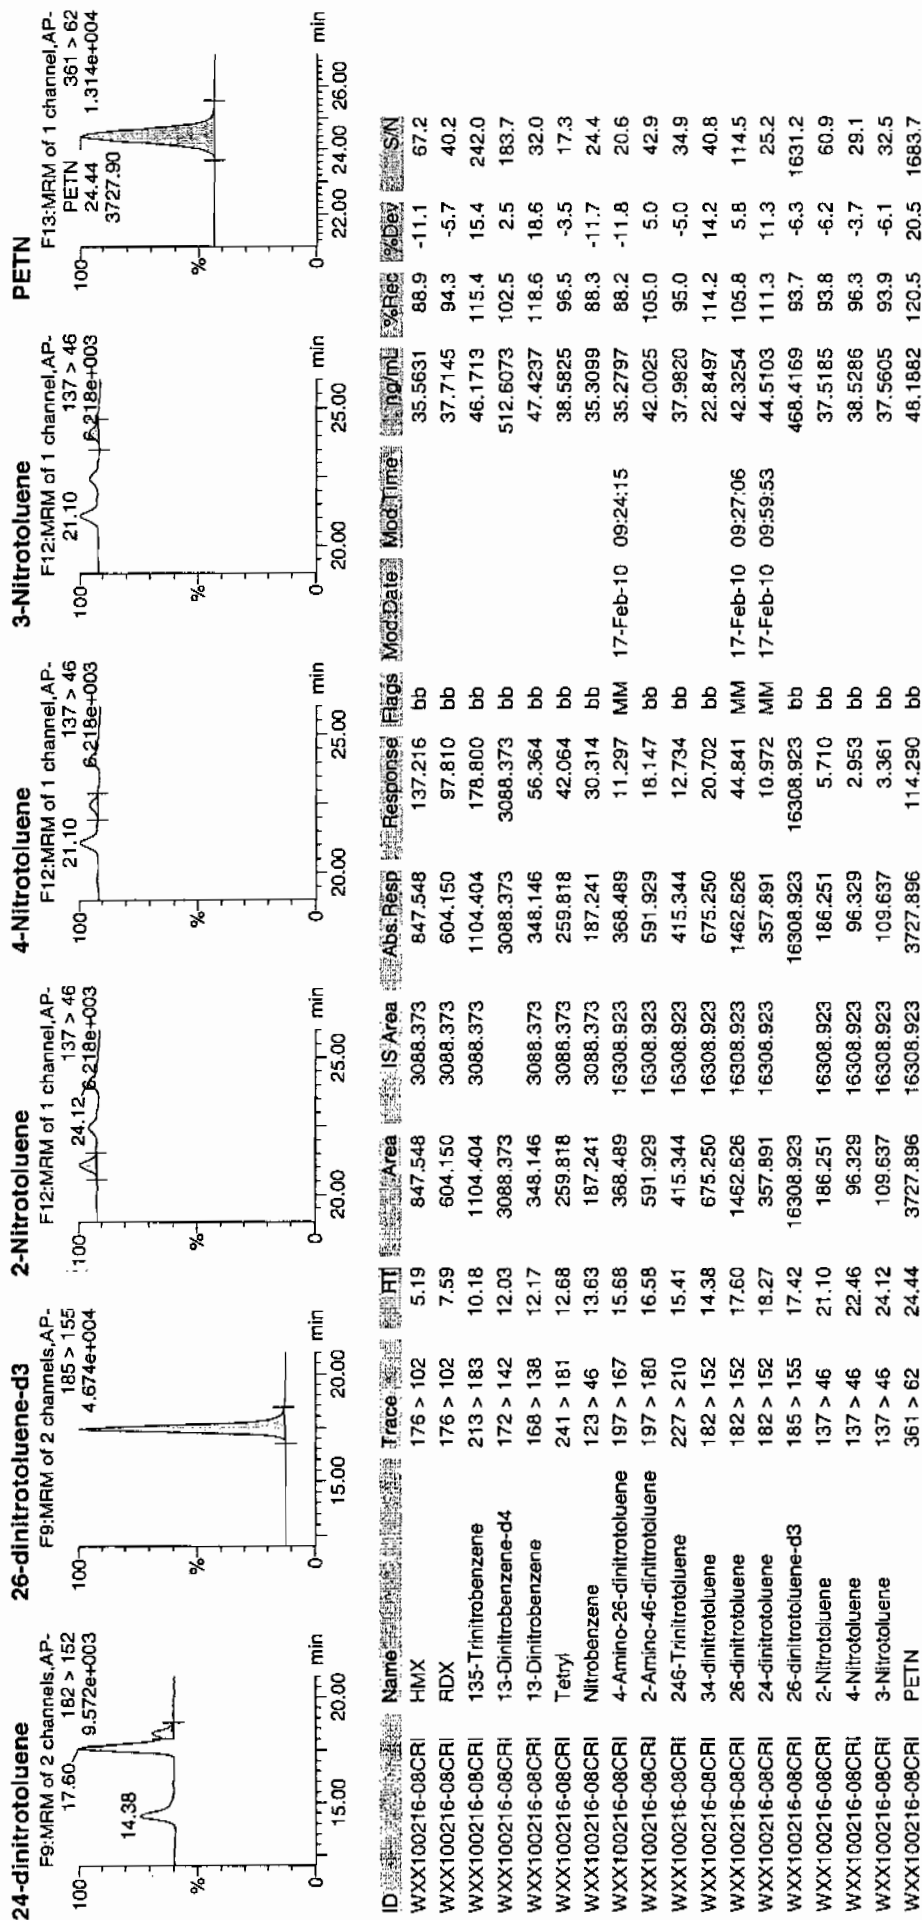 24-dinitrotoluene
F9:MRM of 2 channels,AP-
182 > 152
9.572e+003
100
17.60
14.38
%
0
15.00 20.00 min
26-dinitrotoluene-d3
F9:MRM of 2 channels,AP-
185 > 155
4.674e+004
100
%
0
15.00 20.00 min
2-Nitrotoluene
F12:MRM of 1 channel,AP-
137 > 46
6.218e+003
100
24.12
%
0
20.00 25.00 min
4-Nitrotoluene
F12:MRM of 1 channel,AP-
137 > 46
6.218e+003
100
21.10
%
0
20.00 25.00 min
3-Nitrotoluene
F12:MRM of 1 channel,AP-
137 > 46
6.218e+003
100
21.10
%
0
20.00 25.00 min
PETN
F13:MRM of 1 channel,AP-
361 > 62
1.314e+004
100
PETN
24.44
3727.90
%
0
22.00 24.00 26.00 min
ID Name Trace RT Area IS Area Abs.Resp Response Flags Mod.Date Mod.Time ng/mL %Rec %Dev S/N
WXX100216-08CRI HMX 176 > 102 5.19 847.548 3088.373 847.548 137.216 bb 35.5631 88.9 -11.1 67.2
WXX100216-08CRI RDX 176 > 102 7.59 604.150 3088.373 604.150 97.810 bb 37.7145 94.3 -5.7 40.2
WXX100216-08CRI 135-Trinitrobenzene 213 > 183 10.18 1104.404 3088.373 1104.404 178.800 bb 46.1713 115.4 15.4 242.0
WXX100216-08CRI 13-Dinitrobenzene-d4 172 > 142 12.03 3088.373 3088.373 3088.373 bb 512.6073 102.5 2.5 183.7
WXX100216-08CRI 13-Dinitrobenzene 168 > 138 12.17 348.146 3088.373 348.146 56.364 bb 47.4237 118.6 18.6 32.0
WXX100216-08CRI Tetryl 241 > 181 12.68 259.818 3088.373 259.818 42.064 bb 38.5825 96.5 -3.5 17.3
WXX100216-08CRI Nitrobenzene 123 > 46 13.63 187.241 3088.373 187.241 30.314 bb 35.3099 88.3 -11.7 24.4
WXX100216-08CRI 4-Amino-26-dinitrotoluene 197 > 167 15.68 368.489 16308.923 368.489 11.297 MM 17-Feb-10 09:24:15 35.2797 88.2 -11.8 20.6
WXX100216-08CRI 2-Amino-46-dinitrotoluene 197 > 180 16.58 591.929 16308.923 591.929 18.147 bb 42.0025 105.0 5.0 42.9
WXX100216-08CRI 246-Trinitrotoluene 227 > 210 15.41 415.344 16308.923 415.344 12.734 bb 37.9820 95.0 -5.0 34.9
WXX100216-08CRI 34-dinitrotoluene 182 > 152 14.38 675.250 16308.923 675.250 20.702 bb 22.8497 114.2 14.2 40.8
WXX100216-08CRI 26-dinitrotoluene 182 > 152 17.60 1462.626 16308.923 1462.626 44.841 MM 17-Feb-10 09:27:06 42.3254 105.8 5.8 114.5
WXX100216-08CRI 24-dinitrotoluene 182 > 152 18.27 357.891 16308.923 357.891 10.972 MM 17-Feb-10 09:59:53 44.5103 111.3 11.3 25.2
WXX100216-08CRI 26-dinitrotoluene-d3 185 > 155 17.42 16308.923 16308.923 16308.923 bb 468.4169 93.7 -6.3 1631.2
WXX100216-08CRI 2-Nitrotoluene 137 > 46 21.10 186.251 16308.923 186.251 5.710 bb 37.5185 93.8 -6.2 60.9
WXX100216-08CRI 4-Nitrotoluene 137 > 46 22.46 96.329 16308.923 96.329 2.953 bb 38.5286 96.3 -3.7 29.1
WXX100216-08CRI 3-Nitrotoluene 137 > 46 24.12 109.637 16308.923 109.637 3.361 bb 37.5605 93.9 -6.1 32.5
WXX100216-08CRI PETN 361 > 62 24.44 3727.896 16308.923 3727.896 114.290 bb 48.1882 120.5 20.5 1683.7